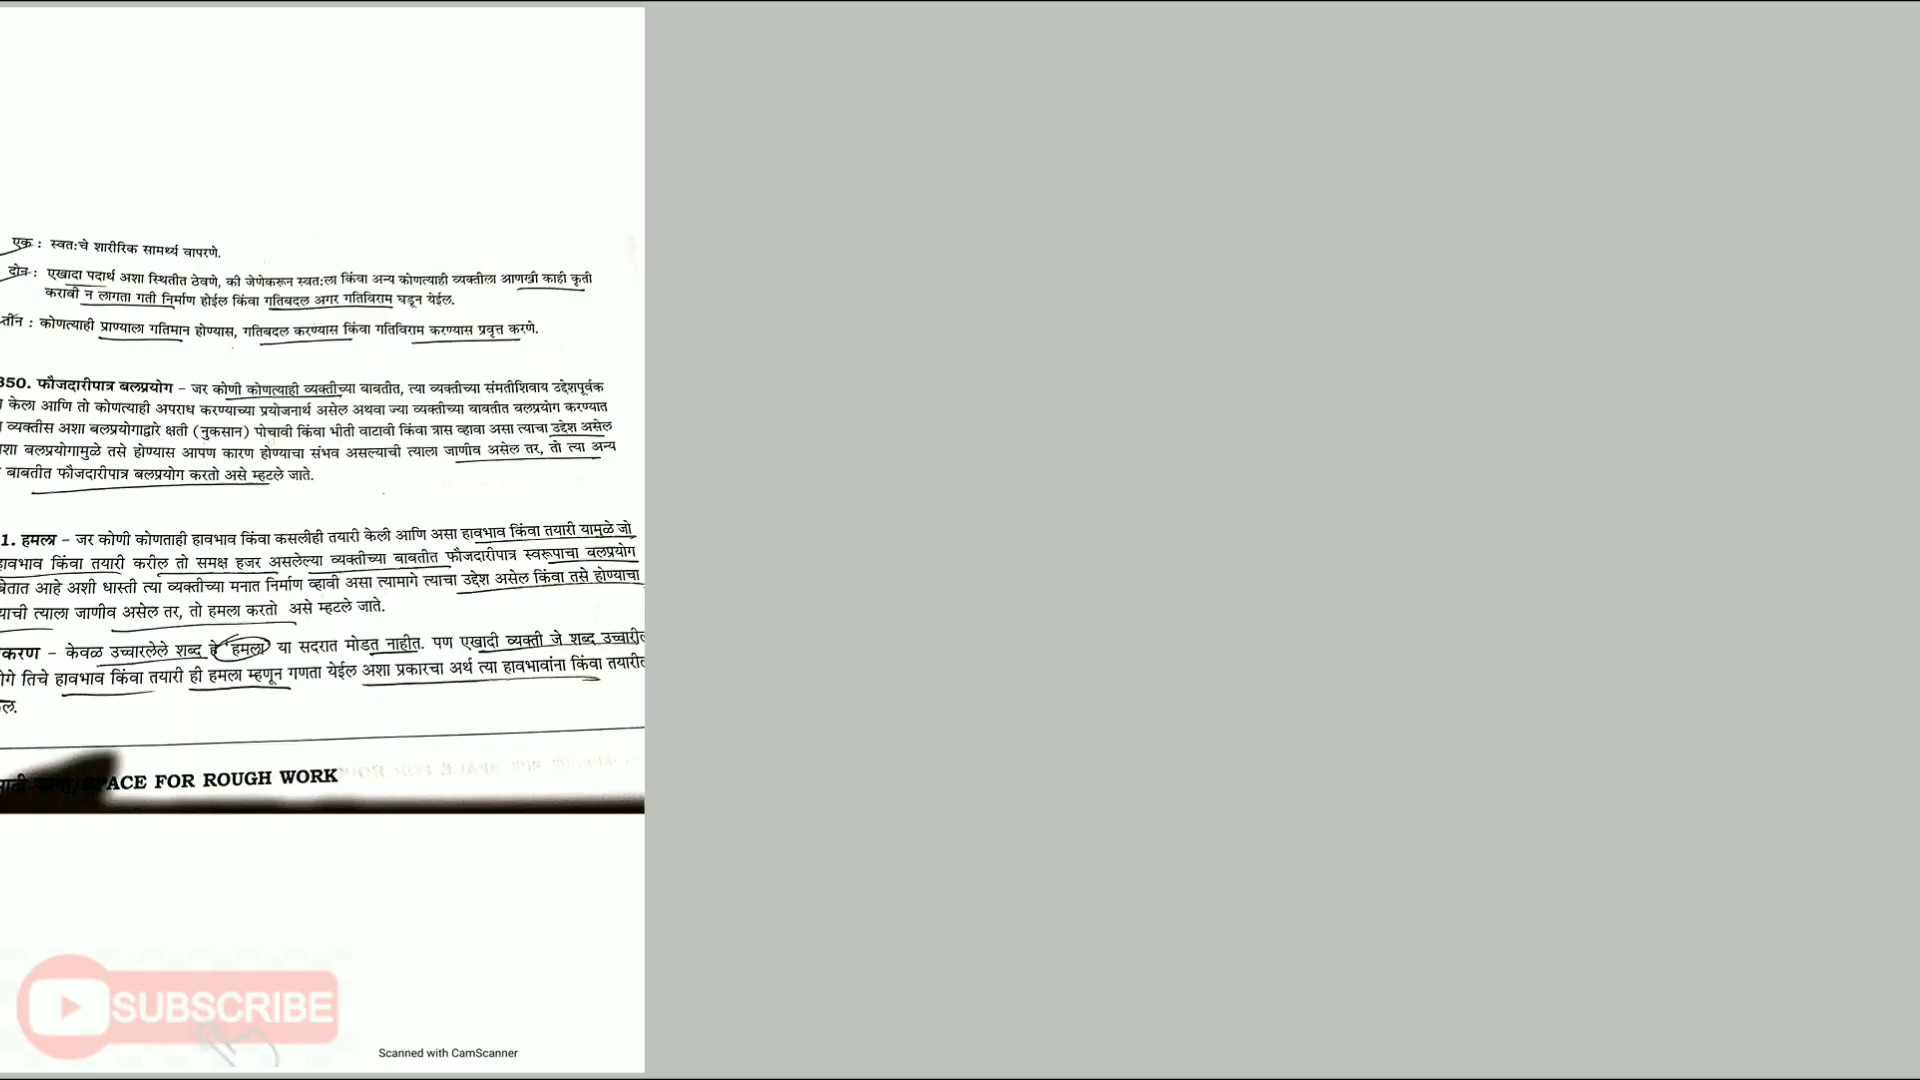 एक : स्वतःचे शारीरिक सामर्थ्य वापरणे.
दोन : एखादा पदार्थ अशा स्थितीत ठेवणे, की जेणेकरून स्वतःला किंवा अन्य कोणत्याही व्यक्तीला आणखी काही कृती
करावी न लागता गती निर्माण होईल किंवा गतिबदल अगर गतिविराम घडून येईल.
तीन : कोणत्याही प्राण्याला गतिमान होण्यास, गतिबदल करण्यास किंवा गतिविराम करण्यास प्रवृत्त करणे.
350. फौजदारीपात्र बलप्रयोग – जर कोणी कोणत्याही व्यक्तीच्या बाबतीत, त्या व्यक्तीच्या संमतीशिवाय उद्देशपूर्वक
केला आणि तो कोणत्याही अपराध करण्याच्या प्रयोजनार्थ असेल अथवा ज्या व्यक्तीच्या बाबतीत बलप्रयोग करण्यात
व्यक्तीस अशा बलप्रयोगाद्वारे क्षती (नुकसान) पोचावी किंवा भीती वाटावी किंवा त्रास व्हावा असा त्याचा उद्देश असेल
शा बलप्रयोगामुळे तसे होण्यास आपण कारण होण्याचा संभव असल्याची त्याला जाणीव असेल तर, तो त्या अन्य
बाबतीत फौजदारीपात्र बलप्रयोग करतो असे म्हटले जाते.
1. हमला – जर कोणी कोणताही हावभाव किंवा कसलीही तयारी केली आणि असा हावभाव किंवा तयारी यामुळे जो
हावभाव किंवा तयारी करील तो समक्ष हजर असलेल्या व्यक्तीच्या बाबतीत फौजदारीपात्र स्वरूपाचा बलप्रयोग
बेतात आहे अशी धास्ती त्या व्यक्तीच्या मनात निर्माण व्हावी असा त्यामागे त्याचा उद्देश असेल किंवा तसे होण्याचा
याची त्याला जाणीव असेल तर, तो हमला करतो असे म्हटले जाते.
करण – केवळ उच्चारलेले शब्द हे 'हमला' या सदरात मोडत नाहीत. पण एखादी व्यक्ती जे शब्द उच्चारील
गे तिचे हावभाव किंवा तयारी ही हमला म्हणून गणता येईल अशा प्रकारचा अर्थ त्या हावभावांना किंवा तयारील
ल.
SPACE FOR ROUGH WORK
SUBSCRIBE
Scanned with CamScanner